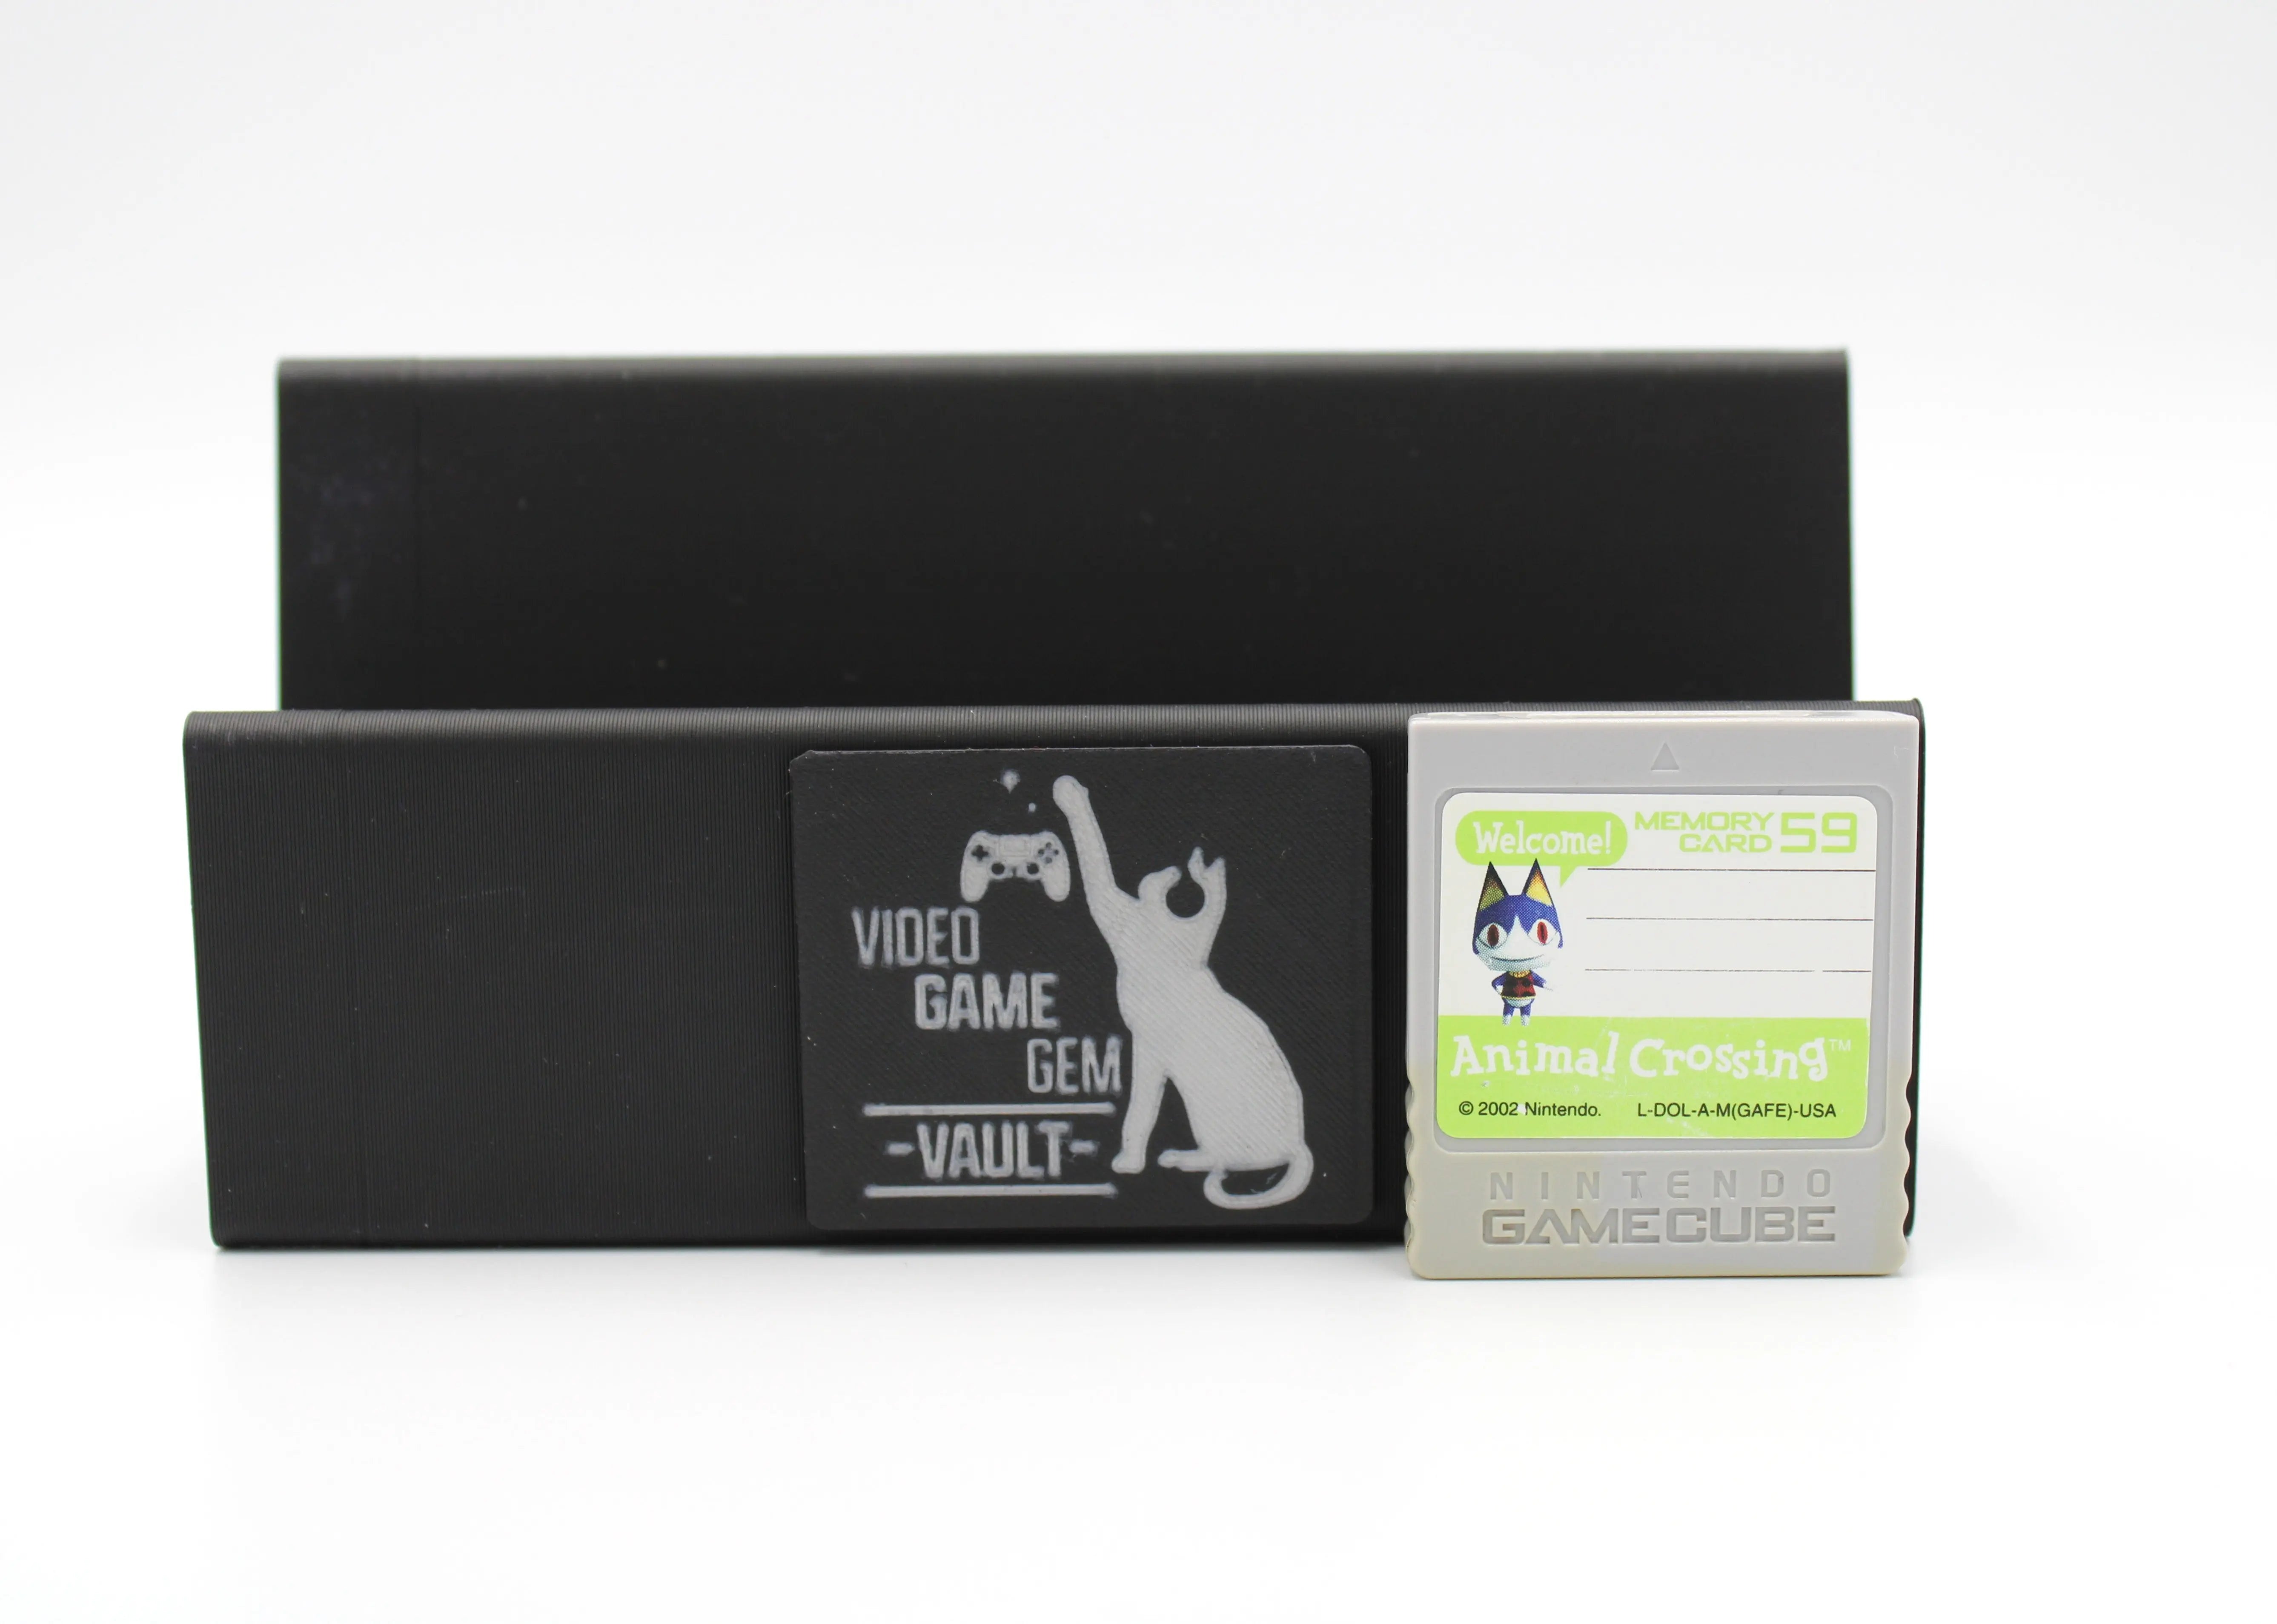 VIDEO
GAME
GEM
-VAULT-
Welcome!
MEMORY
CARD 59
Animal Crossing™
© 2002 Nintendo. L-DOL-A-M(GAFE)-USA
NINTENDO
GAMECUBE